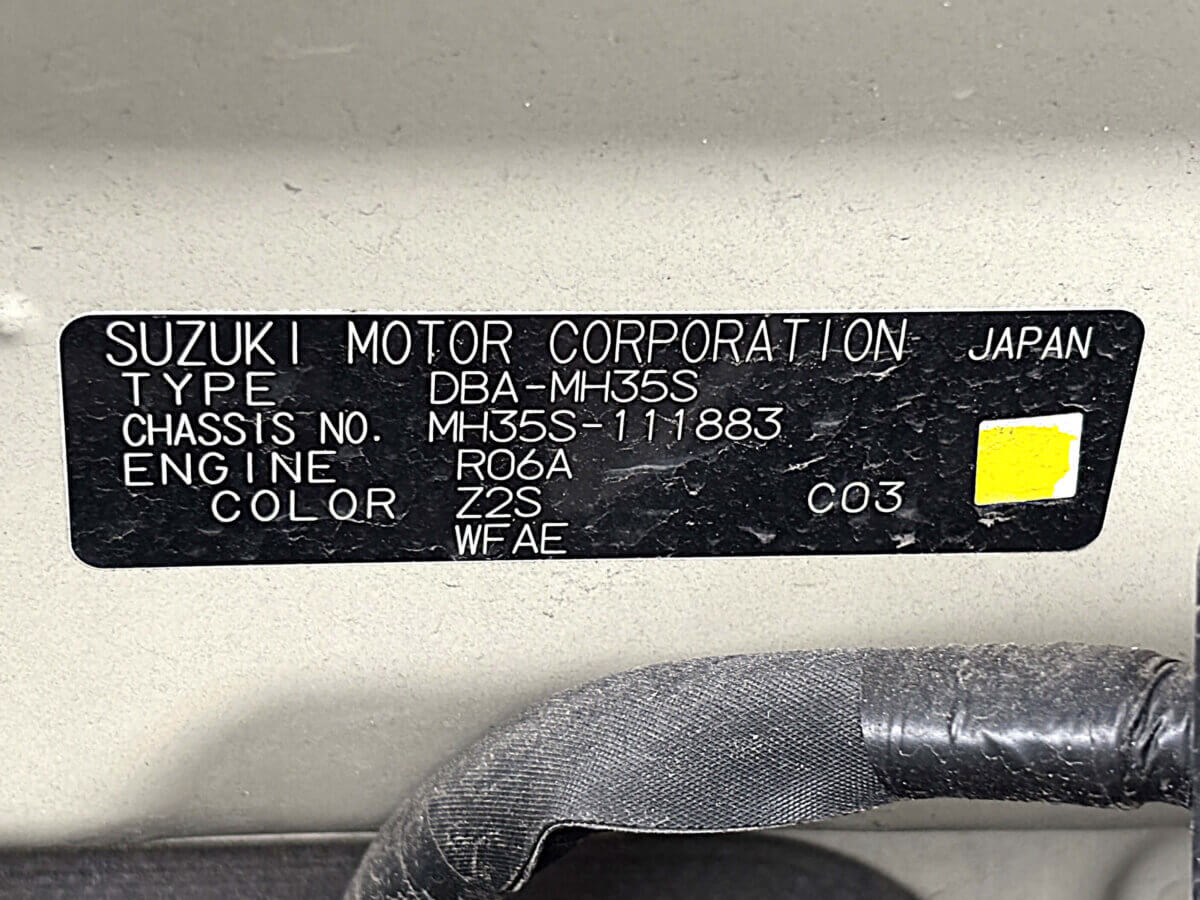 SUZUKI MOTOR CORPORATION JAPAN
TYPE DBA-MH35S
CHASSIS NO. MH35S-111883
ENGINE R06A
COLOR Z2S C03
WFAE